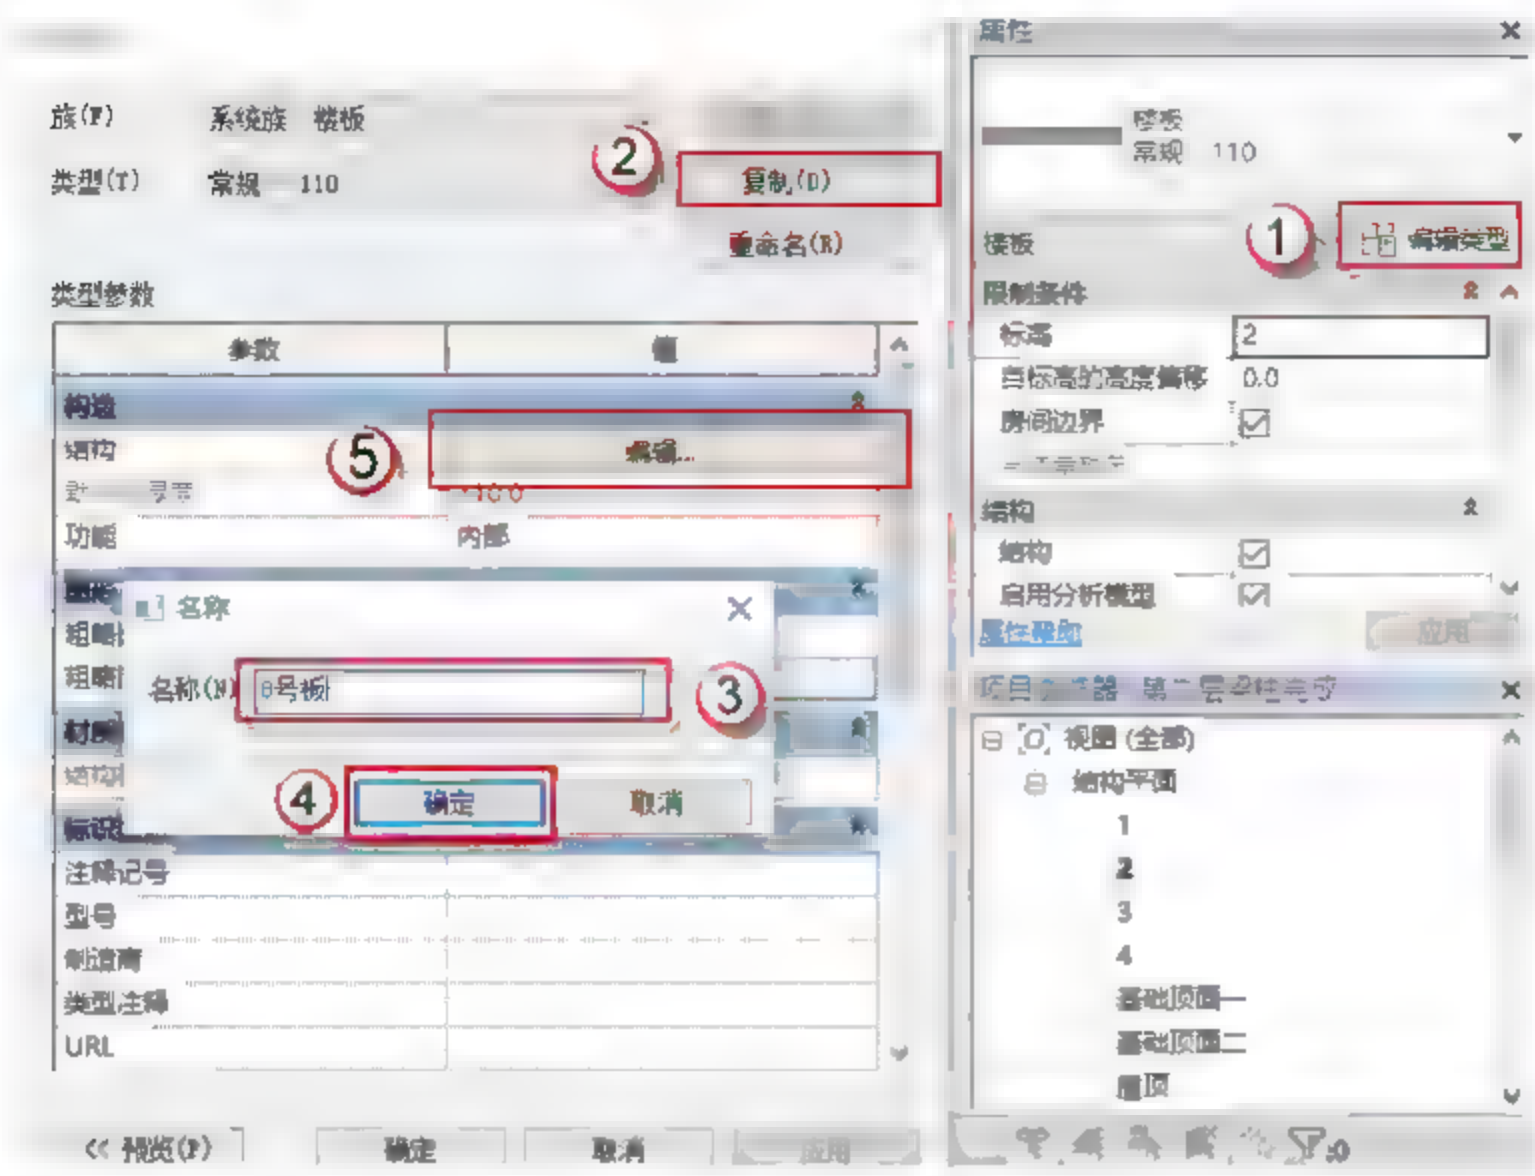 族(F)
系统族 楼板
类型(T)
常规 110
2
复制(D)
重命名(R)
类型参数
参数
值
构造
结构
5
编辑...
功能
内部
名称
名称(N)
号板
3
4
确定
取消
注释记号
型号
制造商
类型注释
URL
<< 预览(P)
确定
取消
应用
属性
楼板
常规 110
楼板
1
编辑类型
限制条件
标高
2
自标高的高度偏移
0.0
房间边界
结构
结构
启用分析模型
属性帮助
应用
视图 (全部)
结构平面
1
2
3
4
基础顶面一
基础顶面二
屋顶
:0